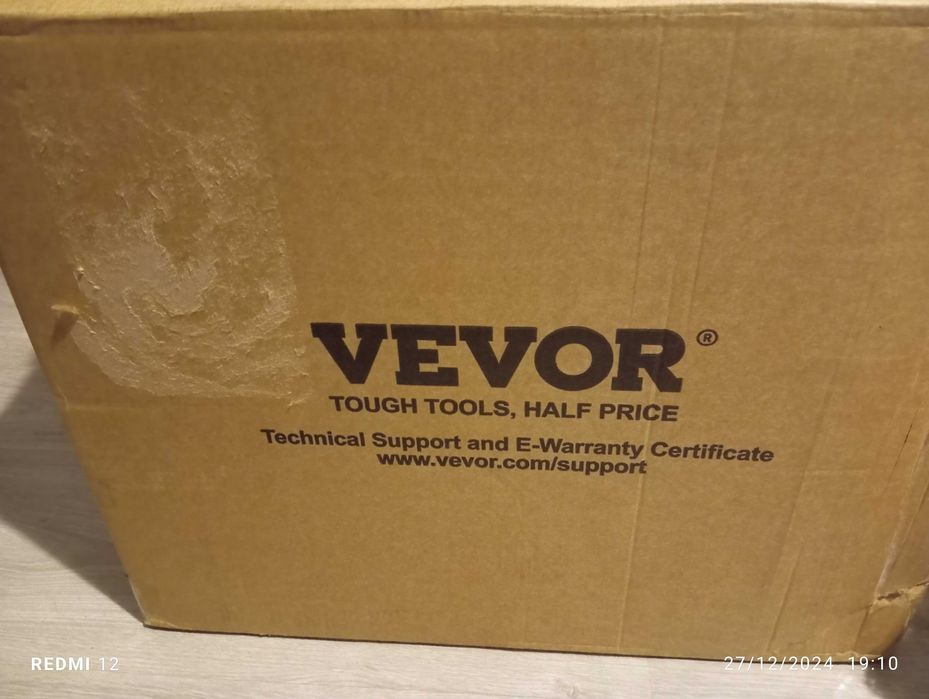 VEVOR®
TOUGH TOOLS, HALF PRICE
Technical Support and E-Warranty Certificate
www.vevor.com/support
REDMI 12
27/12/2024 19:10